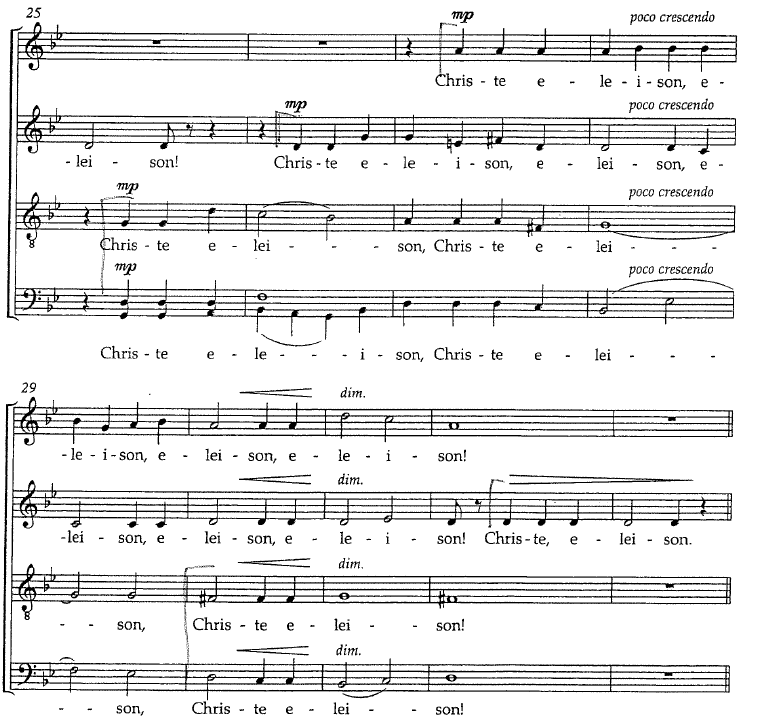 25
mp
poco crescendo
Chris - te e - le - i - son, e -
mp
poco crescendo
- lei - son! Chris - te e - le - i - son, e - lei - son, e -
mp
poco crescendo
8
Chris - te e - lei - - - son, Chris - te e - lei - - -
mp
poco crescendo
Chris - te e - le - - i - son, Chris - te e - lei - - -
29
dim.
-le - i - son, e - lei - son, e - le - i - son!
dim.
-lei - son, e - lei - son, e - le - i - son! Chris - te, e - lei - son.
dim.
8
- - son, Chris - te e - lei - - son!
dim.
- - son, Chris - te e - lei - - son!